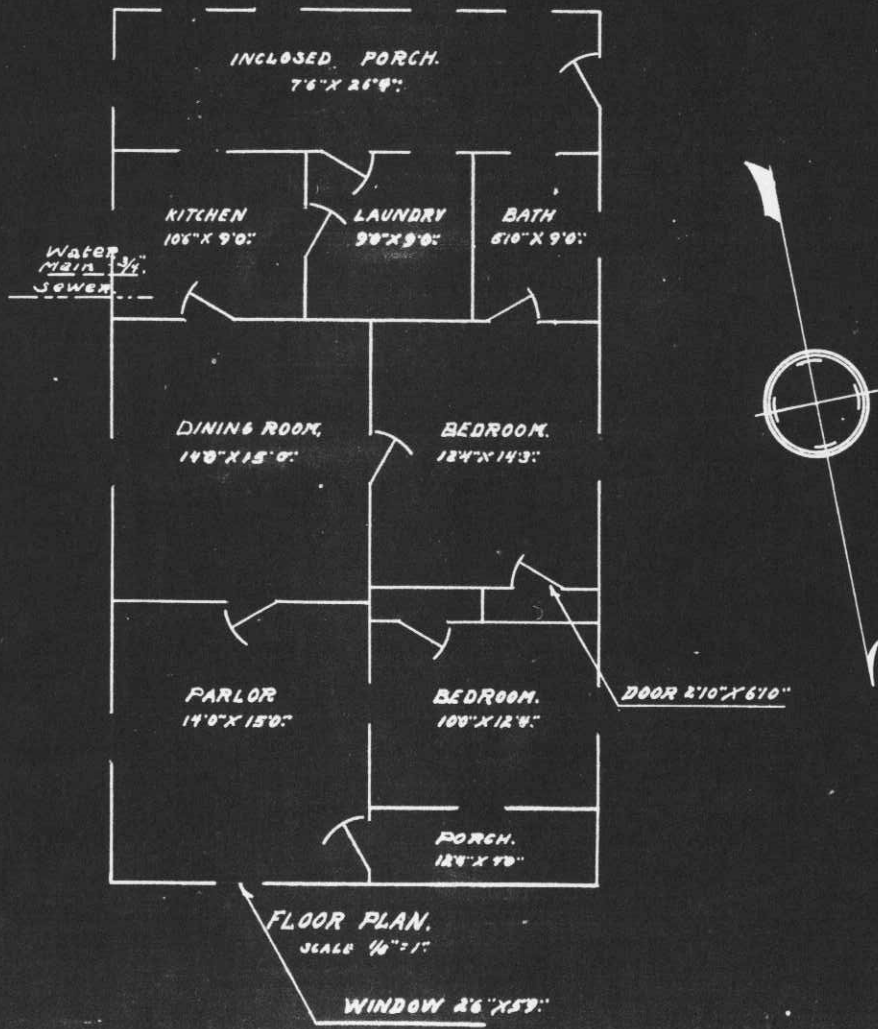 INCLOSED PORCH.
7'6" X 26'4":
KITCHEN
10'6" X 9'0":
LAUNDRY
9'0" X 9'0":
BATH
5'10" X 9'0":
Water
Main 3/4".
Sewer.
DINING ROOM,
14'0" X 15'0":
BEDROOM.
12'4" X 14'3":
PARLOR
14'0" X 15'0":
BEDROOM.
10'0" X 12'4":
DOOR 2'10" X 6'10"
PORCH.
12'4" X 4'0"
FLOOR PLAN.
SCALE 1/8" = 1'
WINDOW 2'6" X 5'9":